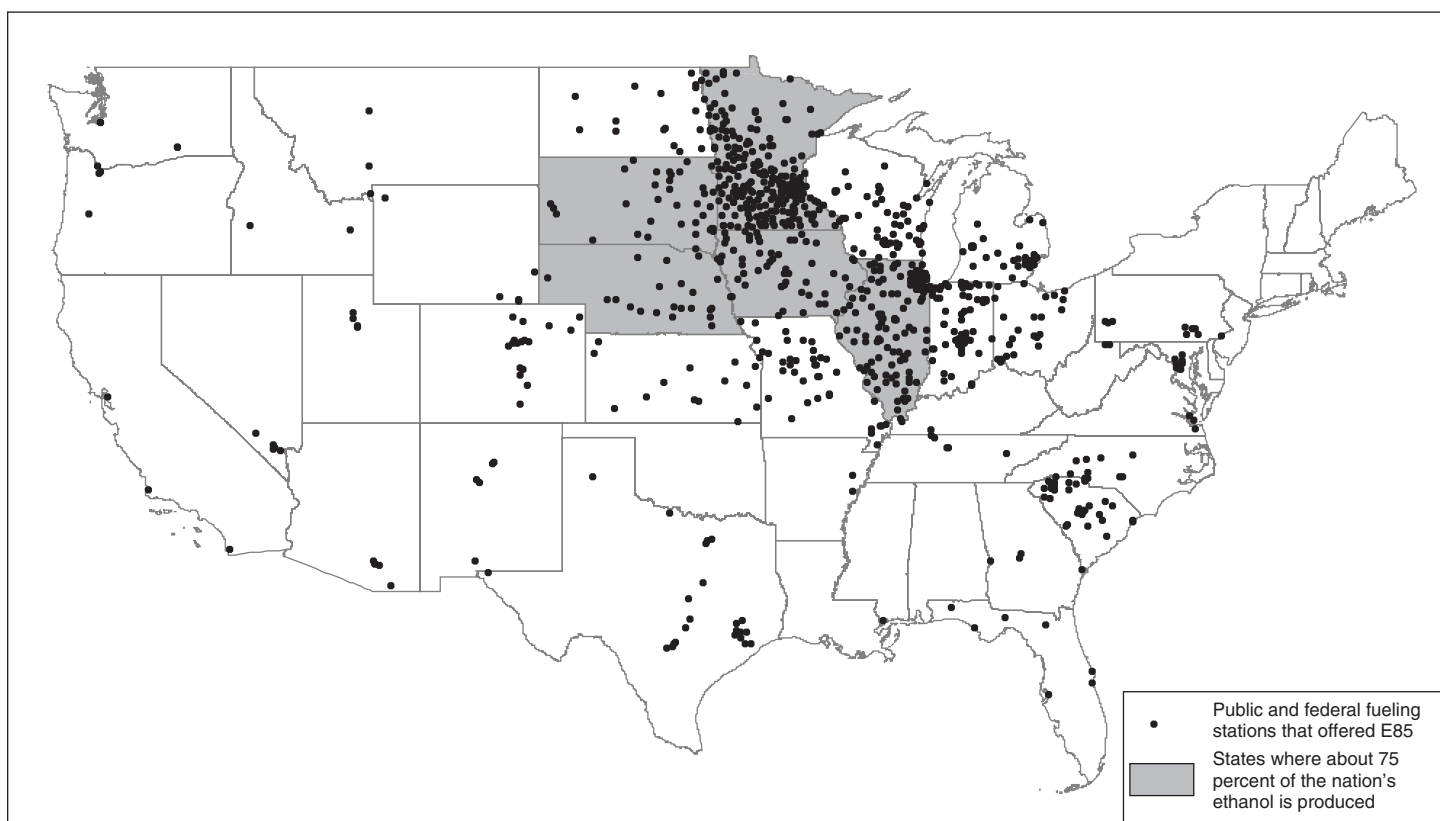 Public and federal fueling
stations that offered E85
States where about 75
percent of the nation's
ethanol is produced